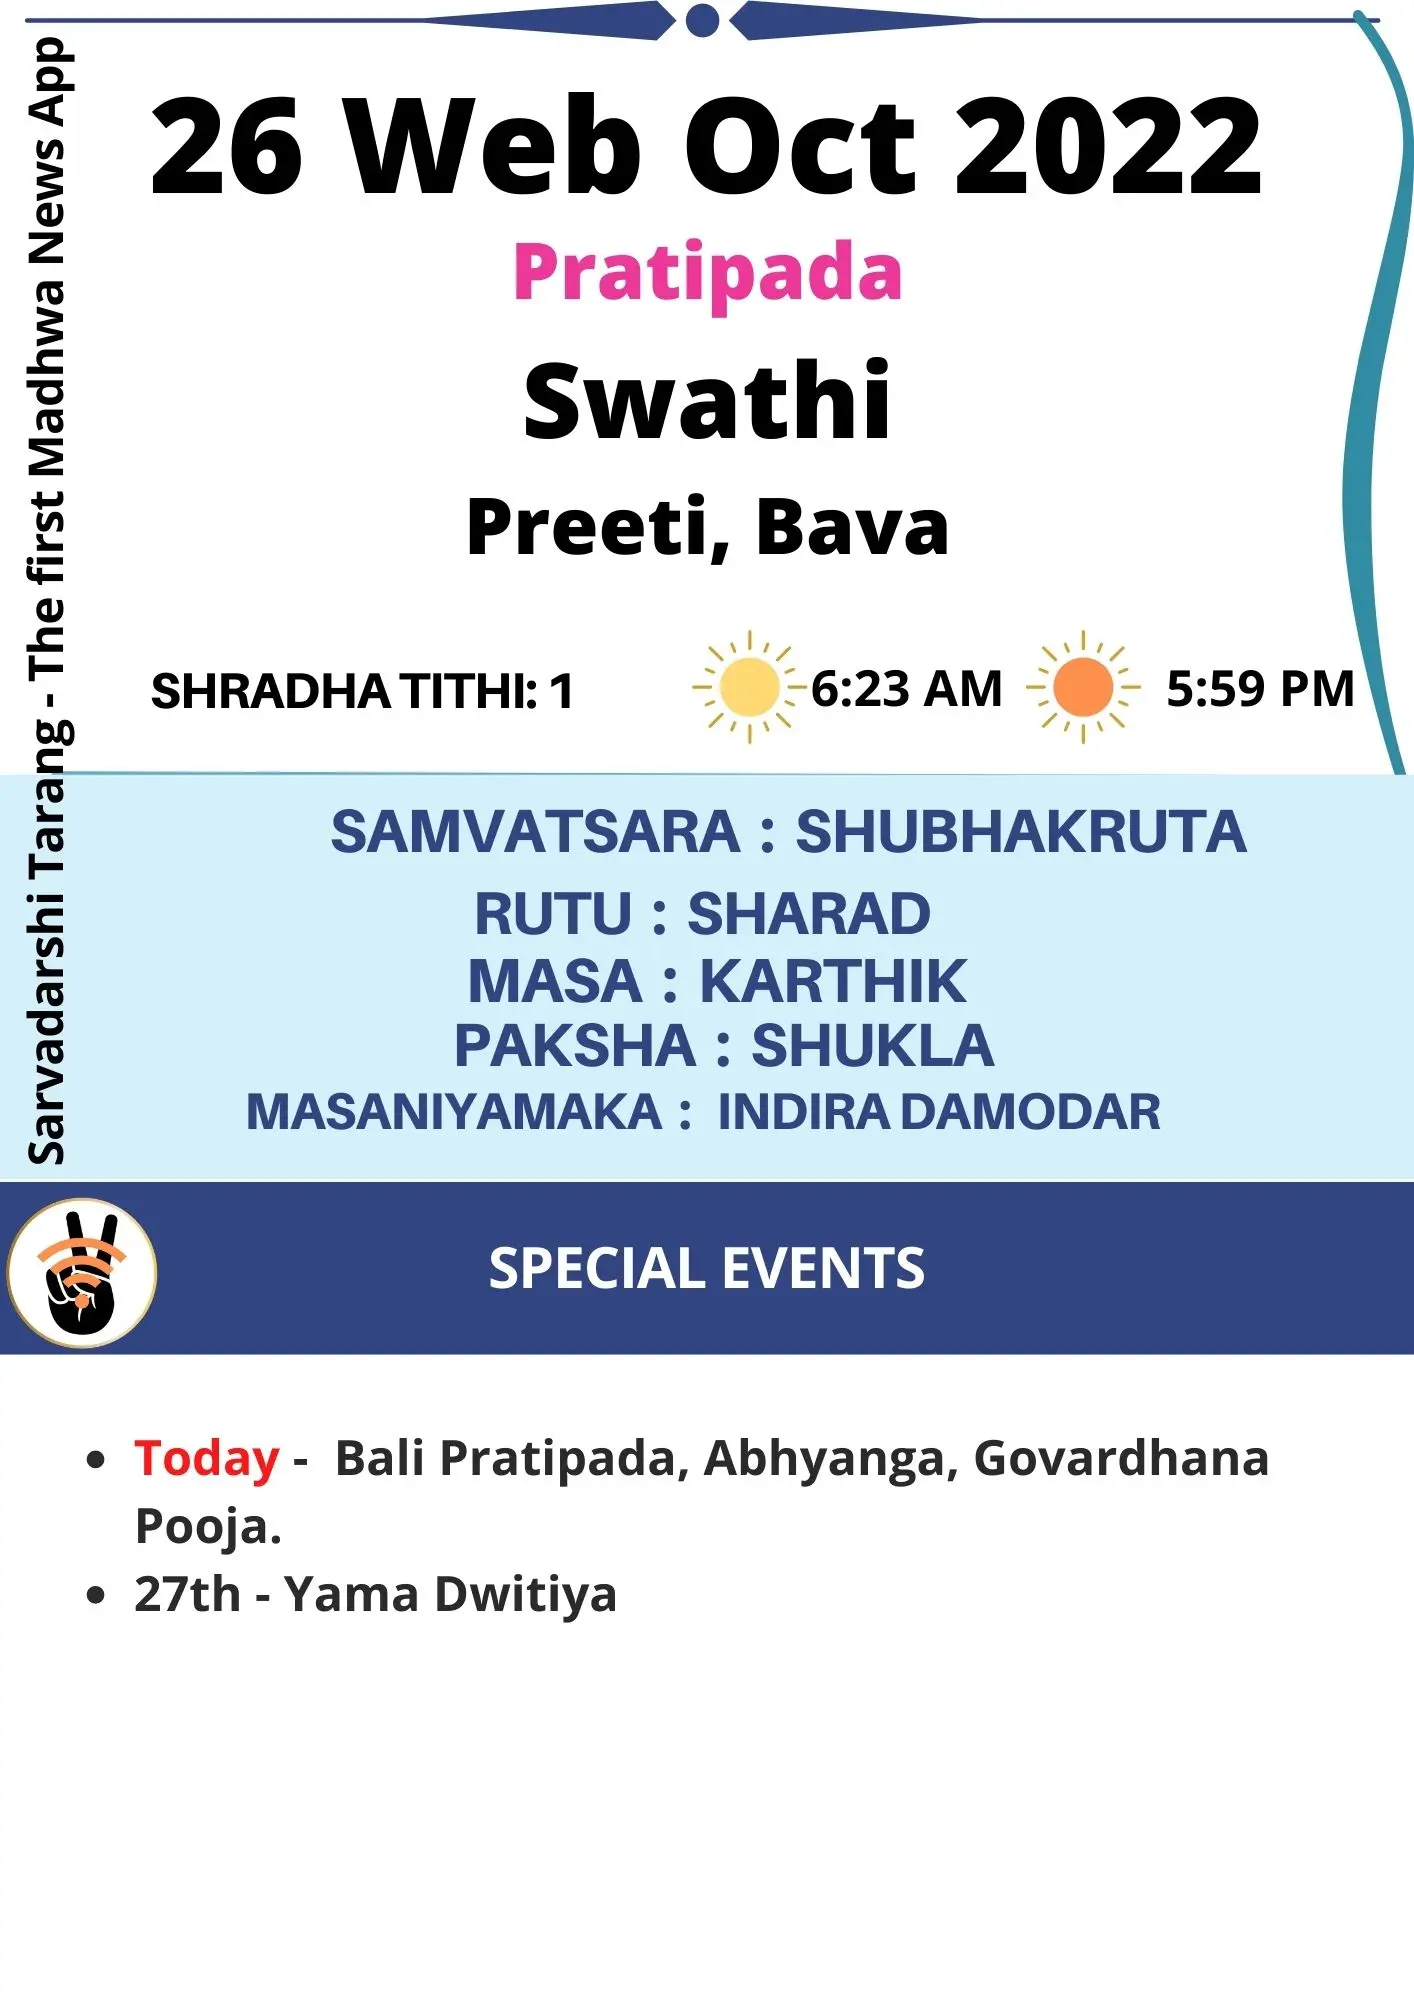 26 Web Oct 2022
Pratipada
Swathi
Preeti, Bava
SHRADHA TITHI: 1
6:23 AM
5:59 PM
Sarvadarshi Tarang - The first Madhwa News App
SAMVATSARA : SHUBHAKRUTA
RUTU : SHARAD
MASA : KARTHIK
PAKSHA : SHUKLA
MASANIYAMAKA : INDIRA DAMODAR
SPECIAL EVENTS
• Today - Bali Pratipada, Abhyanga, Govardhana
Pooja.
• 27th - Yama Dwitiya